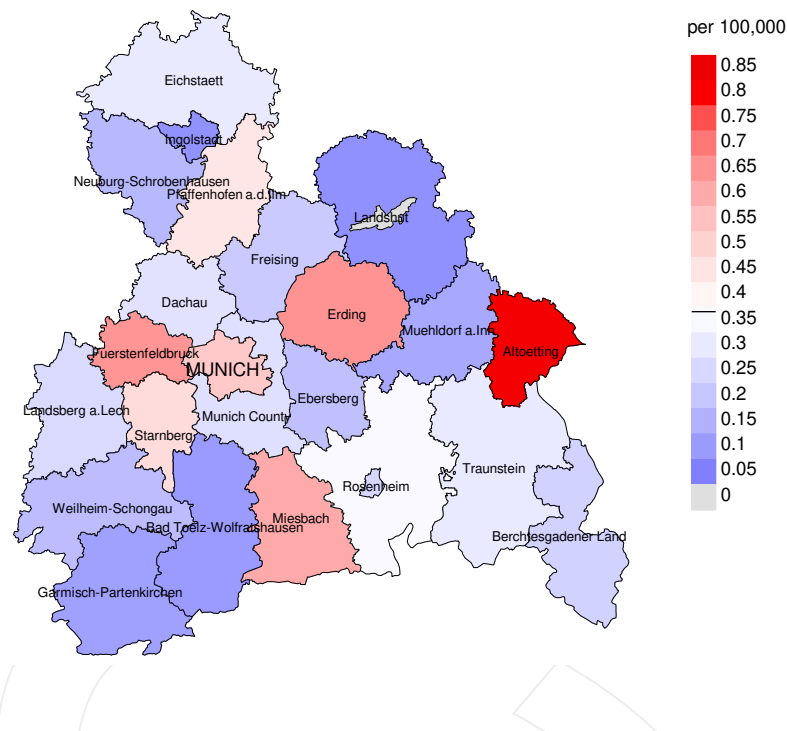 per 100,000
0.85
0.8
0.75
0.7
0.65
0.6
0.55
0.5
0.45
0.4
0.35
0.3
0.25
0.2
0.15
0.1
0.05
0
Eichstaett
Ingolstadt
Neuburg-Schrobenhausen
Pfaffenhofen a.d.Ilm
Landshut
Freising
Dachau
Erding
Muehldorf a.Inn
Altoetting
Fuerstenfeldbruck
MUNICH
Ebersberg
Landsberg a.Lech
Munich County
Starnberg
Traunstein
Rosenheim
Weilheim-Schongau
Miesbach
Bad Toelz-Wolfratshausen
Berchtesgadener Land
Garmisch-Partenkirchen